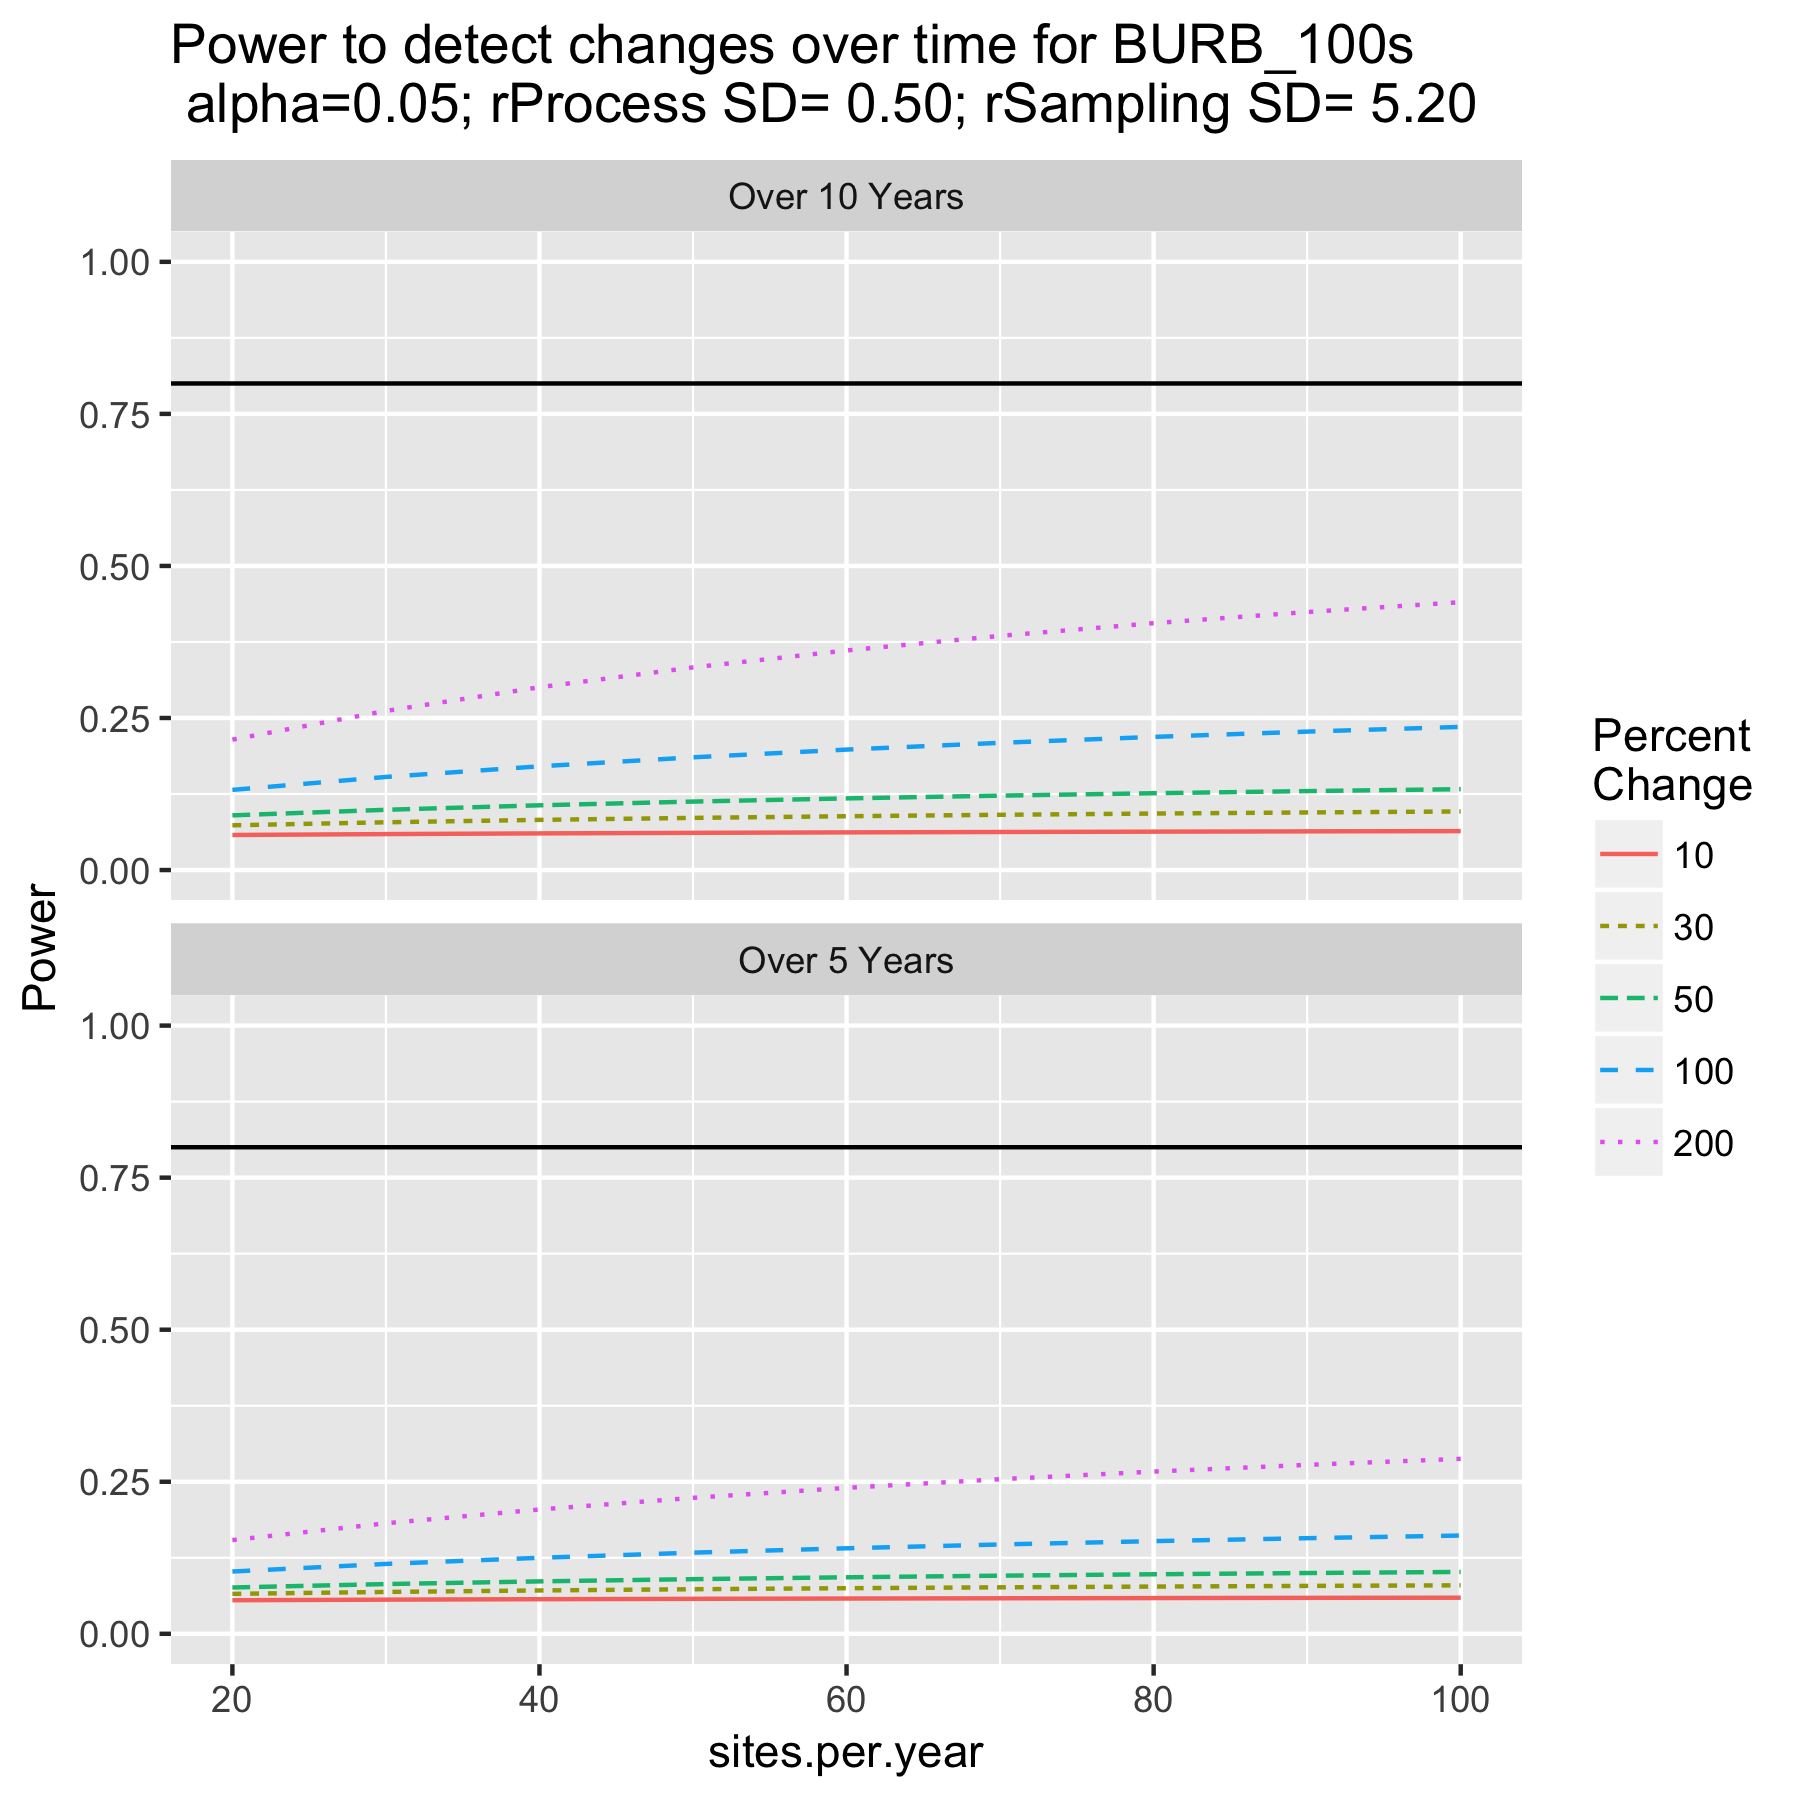 Power to detect changes over time for BURB_100s
alpha=0.05; rProcess SD= 0.50; rSampling SD= 5.20
Over 10 Years
1.00
0.75
0.50
0.25
0.00
Over 5 Years
1.00
0.75
0.50
0.25
0.00
Power
20 40 60 80 100
sites.per.year
Percent
Change
10
30
50
100
200